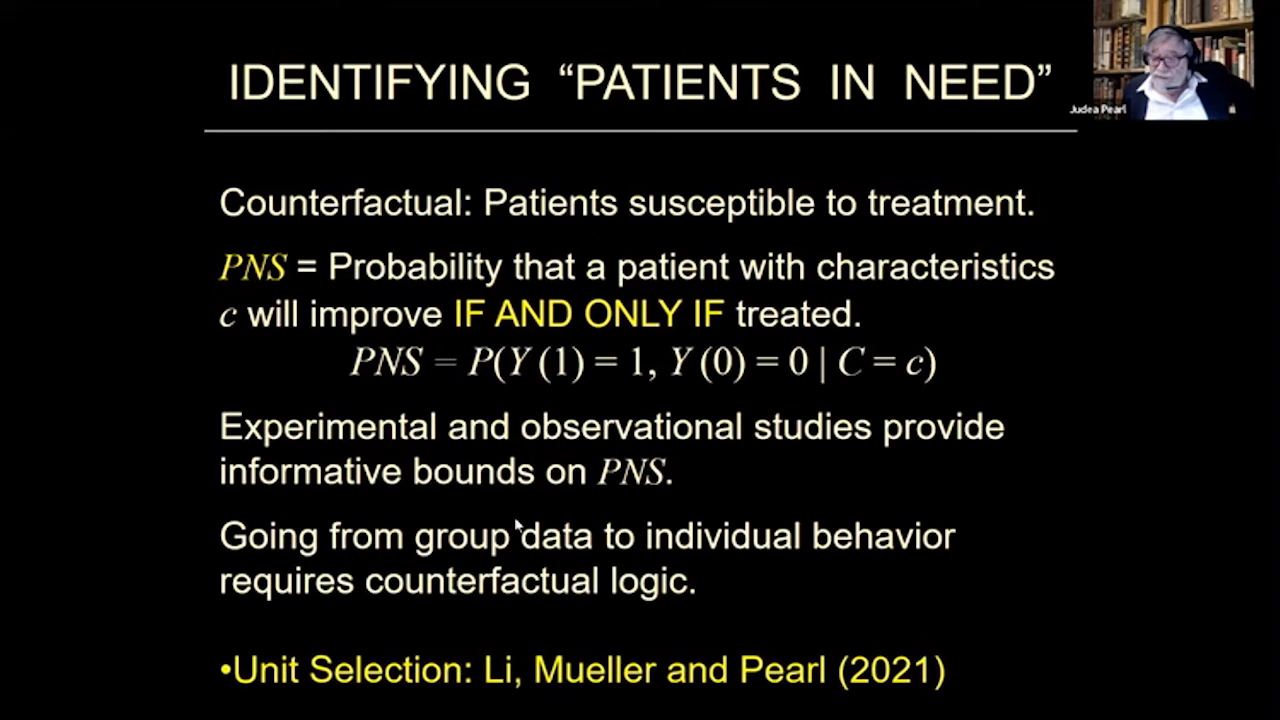 IDENTIFYING “PATIENTS IN NEED”
Judea Pearl
Counterfactual: Patients susceptible to treatment.
PNS = Probability that a patient with characteristics
c will improve IF AND ONLY IF treated.
PNS = P(Y (1) = 1, Y (0) = 0 | C = c)
Experimental and observational studies provide
informative bounds on PNS.
Going from group data to individual behavior
requires counterfactual logic.
•Unit Selection: Li, Mueller and Pearl (2021)